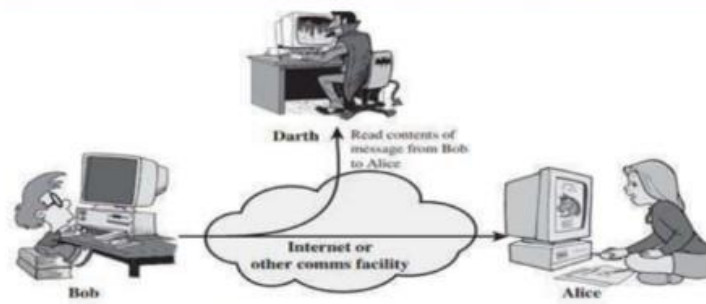 Darth
Read contents of
message from Bob
to Alice
Internet or
other comms facility
Bob
Alice